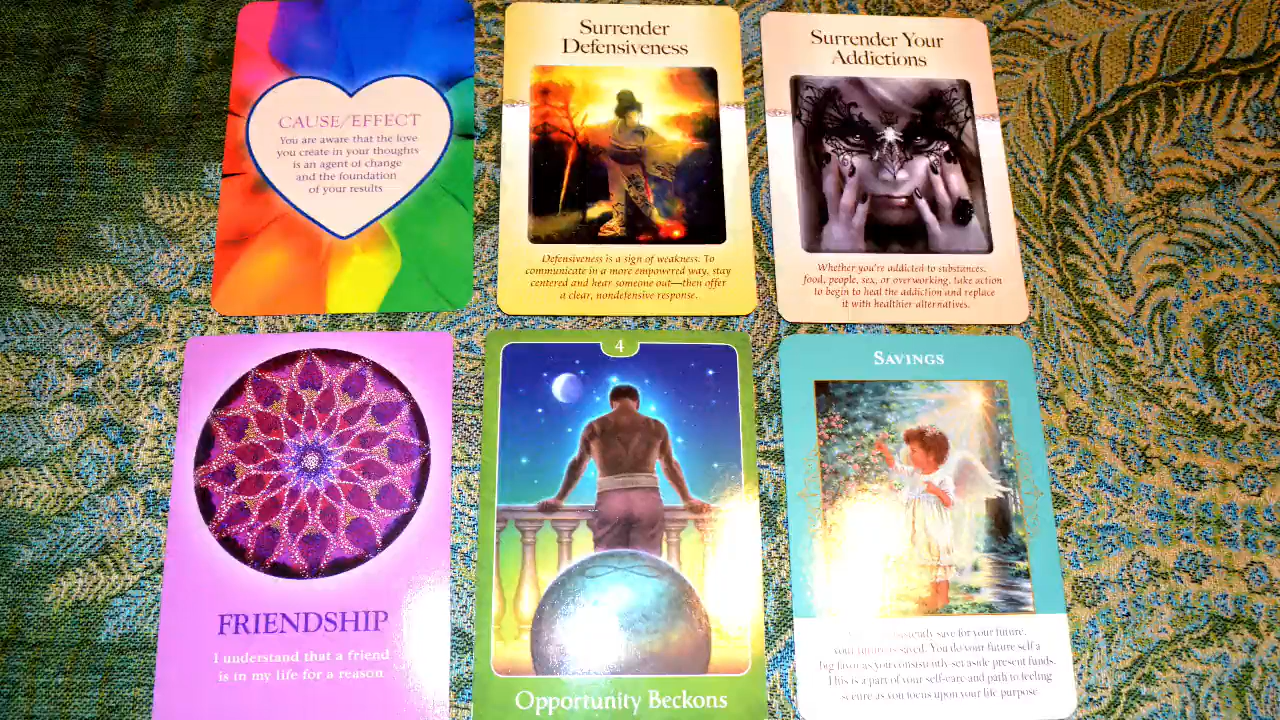 CAUSE/EFFECT
You are aware that the love
you create in your thoughts
is an agent of change
and the foundation
of your results
Surrender
Defensiveness
Defensiveness is a sign of weakness. To
communicate in a more empowered way, stay
centered and hear someone out—then offer
a clear, nondefensive response.
Surrender Your
Addictions
Whether you're addicted to substances,
food, people, sex, or overworking, take action
to begin to heal the addiction and replace
it with healthier alternatives.
FRIENDSHIP
I understand that a friend
is in my life for a reason
4
Opportunity Beckons
SAVINGS
save for your future,
your future is saved. You do your future self a
big favor as you consistently set aside present funds.
This is a part of your self-care and path to feeling
secure as you focus upon your life purpose